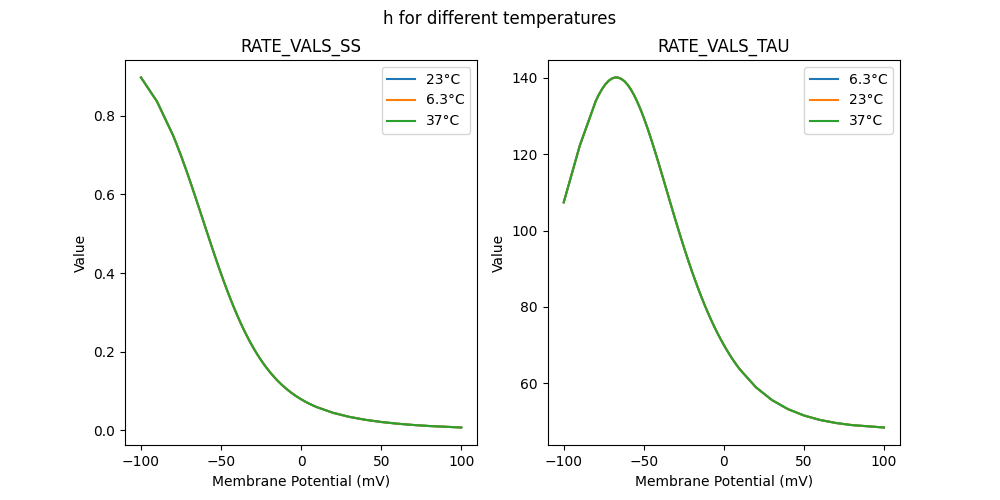 h for different temperatures
RATE_VALS_SS
RATE_VALS_TAU
23°C
6.3°C
37°C
6.3°C
23°C
37°C
Value
0.8
0.6
0.4
0.2
0.0
−100
−50
0
50
100
Membrane Potential (mV)
Value
140
120
100
80
60
−100
−50
0
50
100
Membrane Potential (mV)